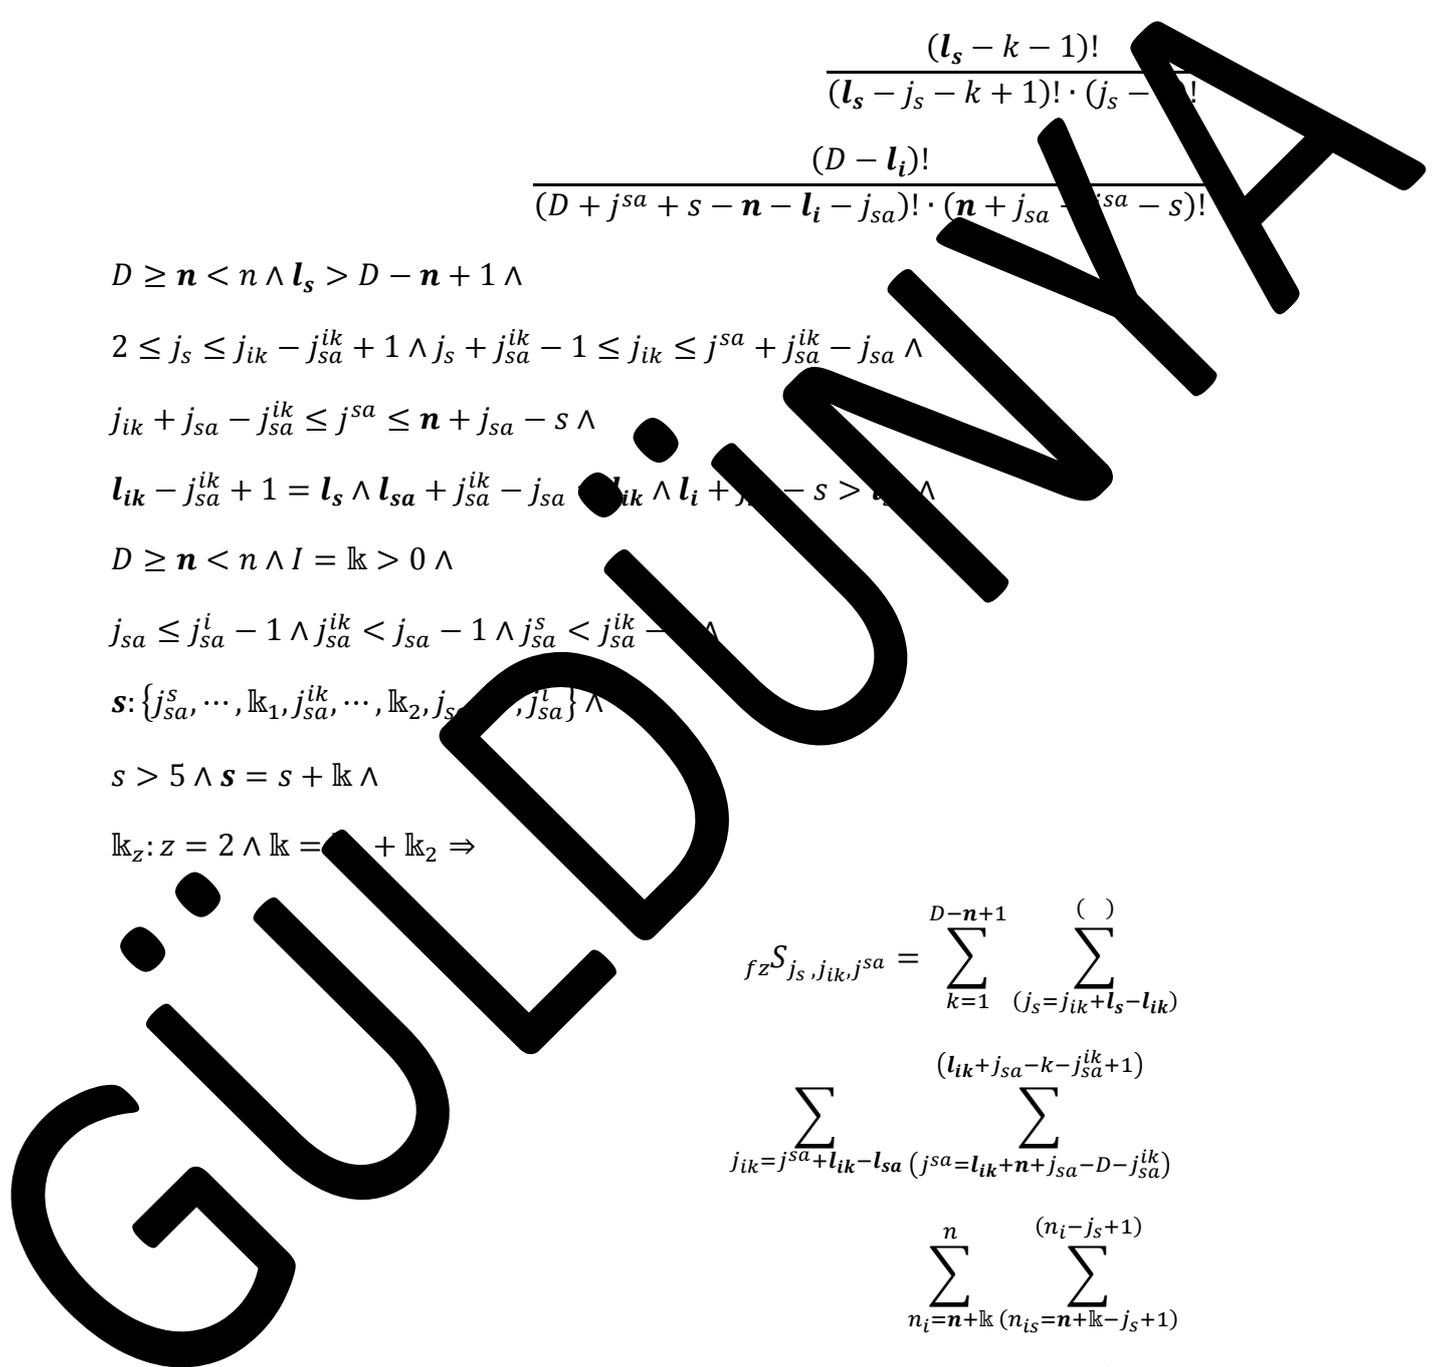 (l_s − k − 1)!
(l_s − j_s − k + 1)! · (j_s − !
(D − l_i)!
(D + j^{sa} + s − n − l_i − j_{sa})! · (n + j_{sa} j^{sa} − s)!
D ≥ n < n ∧ l_s > D − n + 1 ∧
2 ≤ j_s ≤ j_{ik} − j_{sa}^{ik} + 1 ∧ j_s + j_{sa}^{ik} − 1 ≤ j_{ik} ≤ j^{sa} + j_{sa}^{ik} − j_{sa} ∧
j_{ik} + j_{sa} − j_{sa}^{ik} ≤ j^{sa} ≤ n + j_{sa} − s ∧
l_{ik} − j_{sa}^{ik} + 1 = l_s ∧ l_{sa} + j_{sa}^{ik} − j_{sa} l_{ik} ∧ l_i + − s > ∧
D ≥ n < n ∧ I = 𝕜 > 0 ∧
j_{sa} ≤ j_{sa}^{i} − 1 ∧ j_{sa}^{ik} < j_{sa} − 1 ∧ j_{sa}^{s} < j_{sa}^{ik} − ∧
s: {j_{sa}^{s}, ⋯, 𝕜_1, j_{sa}^{ik}, ⋯, 𝕜_2, , j_{sa}^{i}} ∧
s > 5 ∧ s = s + 𝕜 ∧
𝕜_z: z = 2 ∧ 𝕜 = + 𝕜_2 ⇒
D−n+1 ( )
_{fz}S_{j_s,j_{ik},j^{sa}} = ∑ ∑
k=1 (j_s=j_{ik}+l_s−l_{ik})
(l_{ik}+j_{sa}−k−j_{sa}^{ik}+1)
∑ ∑
j_{ik}=j^{sa}+l_{ik}−l_{sa} (j^{sa}=l_{ik}+n+j_{sa}−D−j_{sa}^{ik})
n (n_i−j_s+1)
∑ ∑
n_i=n+𝕜 (n_{is}=n+𝕜−j_s+1)
GÜLDÜNYA